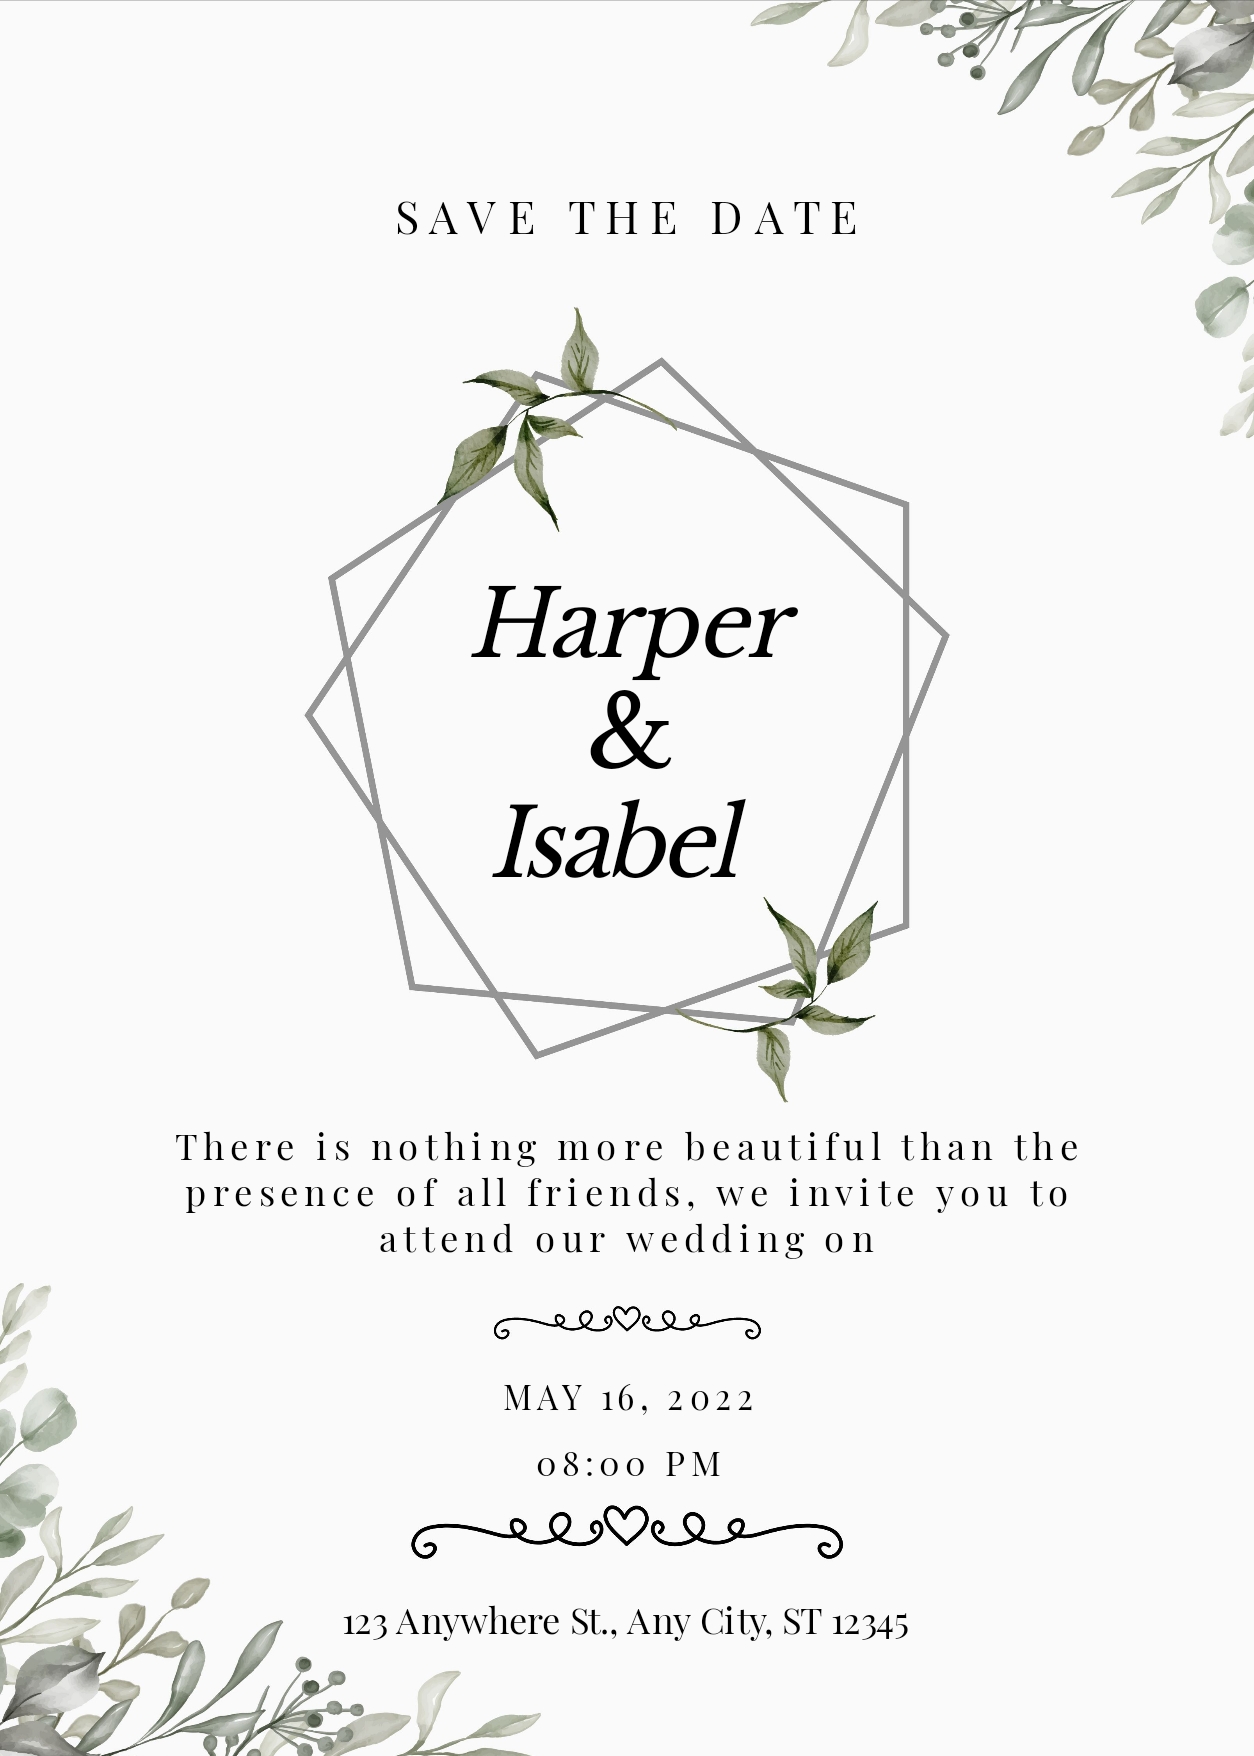 SAVE THE DATE
Harper
&
Isabel
There is nothing more beautiful than the
presence of all friends, we invite you to
attend our wedding on
MAY 16, 2022
08:00 PM
123 Anywhere St., Any City, ST 12345